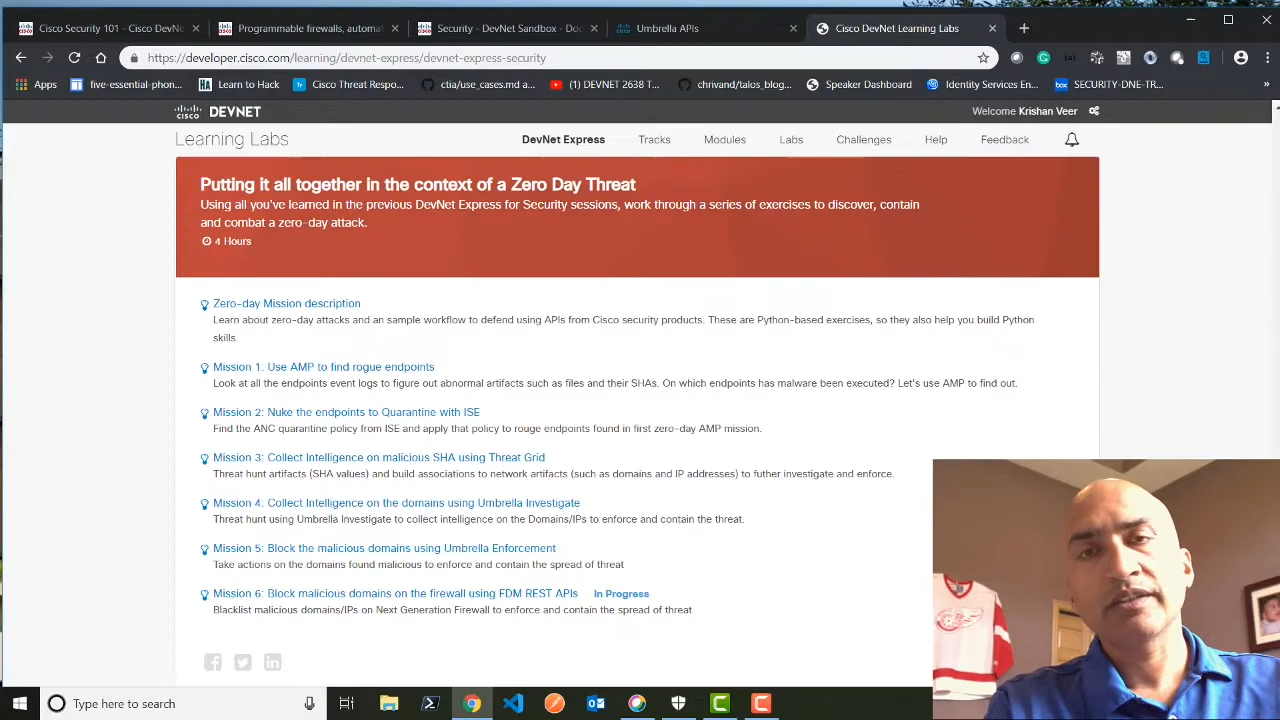 Cisco Security 101 - Cisco DevNe
Programmable firewalls, automat
Security - DevNet Sandbox - Doc
Umbrella APIs
Cisco DevNet Learning Labs
https://developer.cisco.com/learning/devnet-express/devnet-express-security
Apps
five-essential-phon...
HA Learn to Hack
Tr Cisco Threat Respo...
ctia/use_cases.md a...
(1) DEVNET 2638 T...
chrivand/talos_blog...
Speaker Dashboard
Identity Services En...
box SECURITY-DNE-TR...
»
cisco DEVNET
Welcome Krishan Veer
Learning Labs
DevNet Express
Tracks
Modules
Labs
Challenges
Help
Feedback
Putting it all together in the context of a Zero Day Threat
Using all you've learned in the previous DevNet Express for Security sessions, work through a series of exercises to discover, contain
and combat a zero-day attack.
4 Hours
Zero-day Mission description
Learn about zero-day attacks and an sample workflow to defend using APIs from Cisco security products. These are Python-based exercises, so they also help you build Python
skills.
Mission 1: Use AMP to find rogue endpoints
Look at all the endpoints event logs to figure out abnormal artifacts such as files and their SHAs. On which endpoints has malware been executed? Let's use AMP to find out.
Mission 2: Nuke the endpoints to Quarantine with ISE
Find the ANC quarantine policy from ISE and apply that policy to rouge endpoints found in first zero-day AMP mission.
Mission 3: Collect Intelligence on malicious SHA using Threat Grid
Threat hunt artifacts (SHA values) and build associations to network artifacts (such as domains and IP addresses) to futher investigate and enforce.
Mission 4: Collect Intelligence on the domains using Umbrella Investigate
Threat hunt using Umbrella Investigate to collect intelligence on the Domains/IPs to enforce and contain the threat.
Mission 5: Block the malicious domains using Umbrella Enforcement
Take actions on the domains found malicious to enforce and contain the spread of threat
Mission 6: Block malicious domains on the firewall using FDM REST APIs In Progress
Blacklist malicious domains/IPs on Next Generation Firewall to enforce and contain the spread of threat
Type here to search